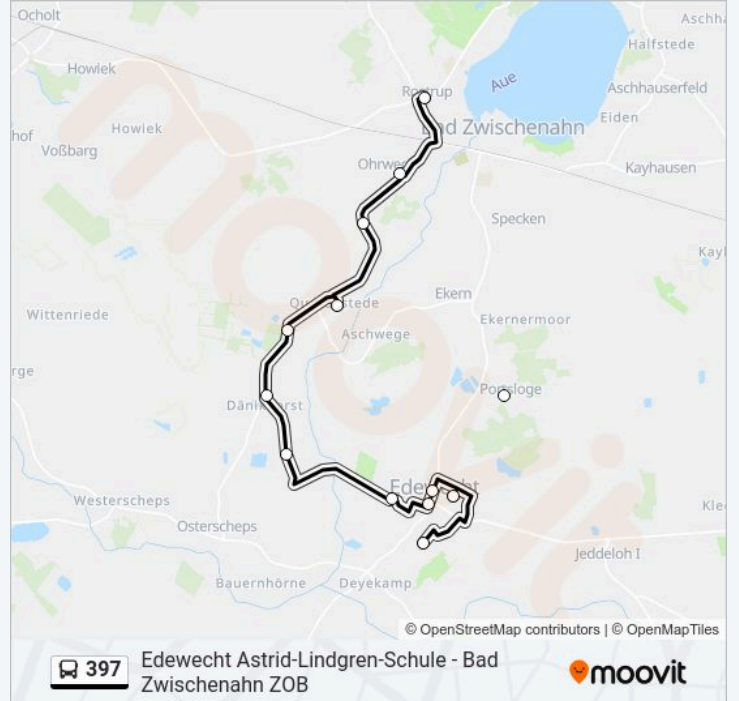 Ocholt
Aschh
Halfstede
Howiek
Aue
Rostrup
Aschhauserfeld
Eiden
hof
Howiek
Bad Zwischenahn
Voßbarg
Ohrwege
Kayhausen
Specken
Kayl
Querenstede
Ekern
Wittenriede
Ekernermoor
Aschwege
rge
Portsloge
Dänikhorst
Edewecht
Westerscheps
Osterscheps
Kle
Jeddeloh I
Bauernhörne
Deyekamp
moovit
© OpenStreetMap contributors | © OpenMapTiles
397
Edewecht Astrid-Lindgren-Schule - Bad
Zwischenahn ZOB
moovit